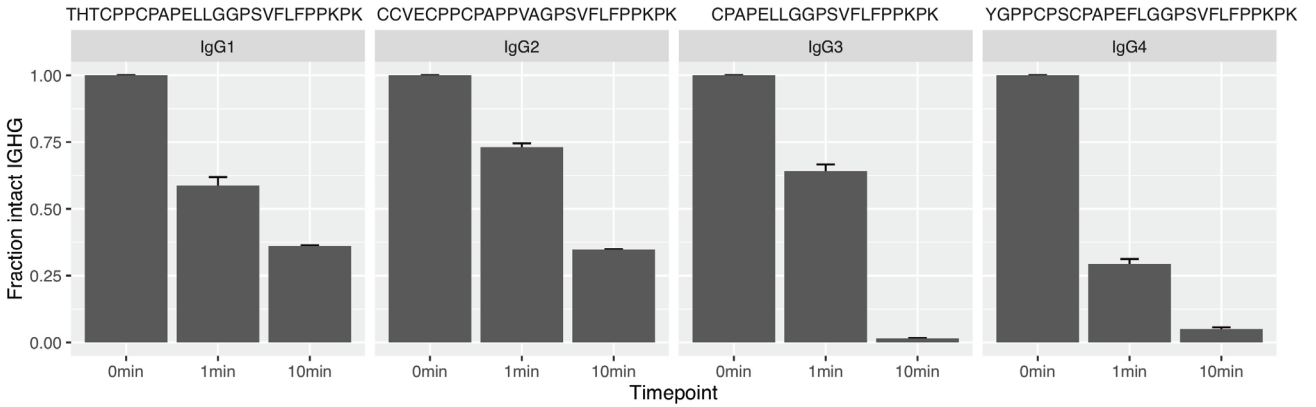 THTCPPCPAPELLGGPSVFLFPPKPK CCVECPPCPAPPVAGPSVFLFPPKPK CPAPELLGGPSVFLFPPKPK YGPPCPSCPAPEFLGGPSVFLFPPKPK
IgG1 IgG2 IgG3 IgG4
Fraction intact IGHG
1.00
0.75
0.50
0.25
0.00
0min 1min 10min 0min 1min 10min 0min 1min 10min 0min 1min 10min
Timepoint